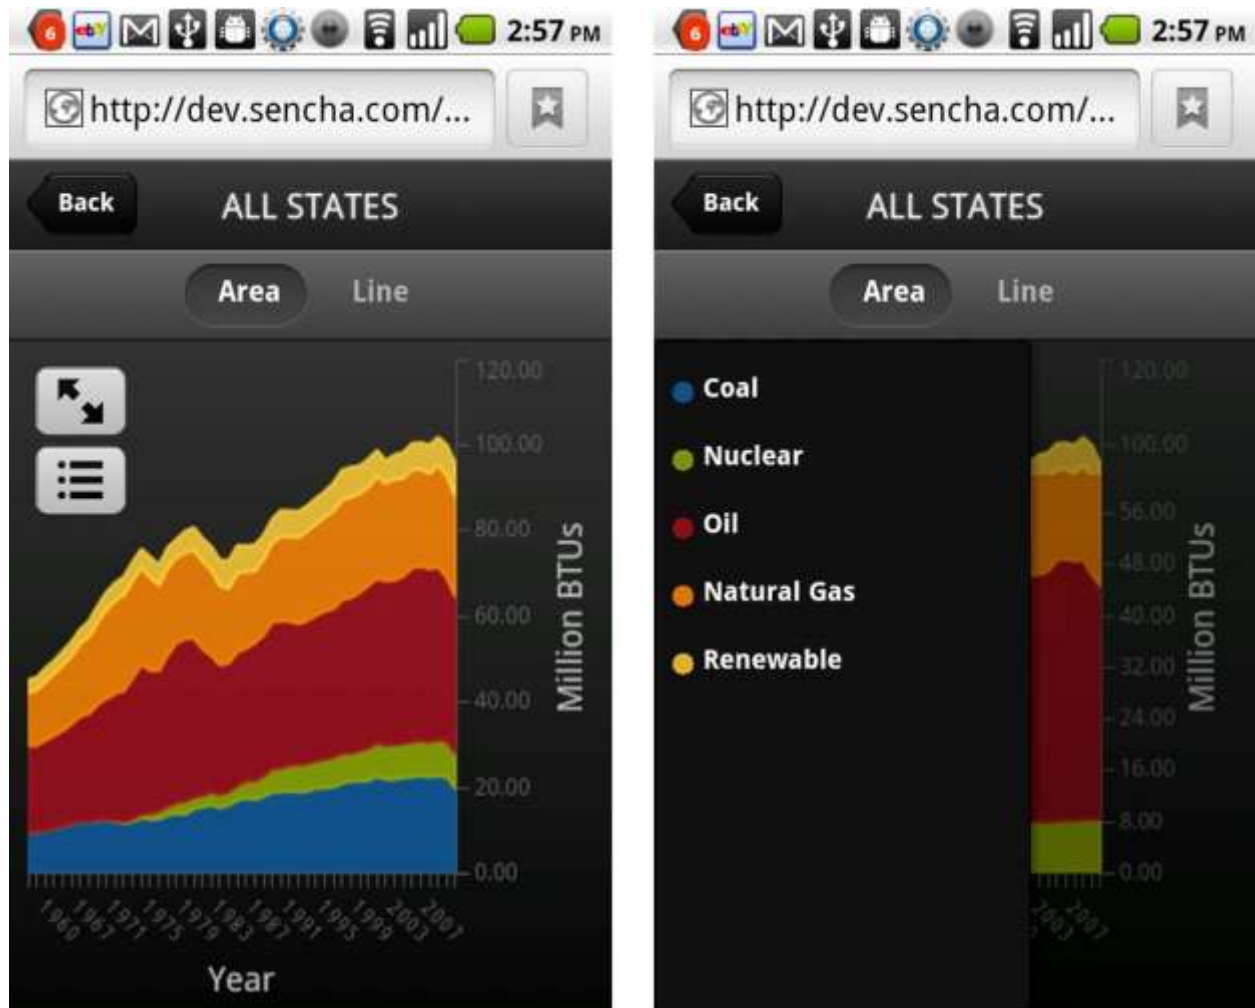 6 ebY 2:57 PM
http://dev.sencha.com/...
Back ALL STATES
Area Line
120.00
100.00
80.00
60.00
40.00
20.00
0.00
Million BTUs
1960 1967 1971 1975 1979 1983 1987 1991 1995 1999 2003 2007
Year
6 ebY 2:57 PM
http://dev.sencha.com/...
Back ALL STATES
Area Line
Coal
Nuclear
Oil
Natural Gas
Renewable
120.00
100.00
56.00
48.00
40.00
32.00
24.00
16.00
8.00
0.00
Million BTUs
2003 2007